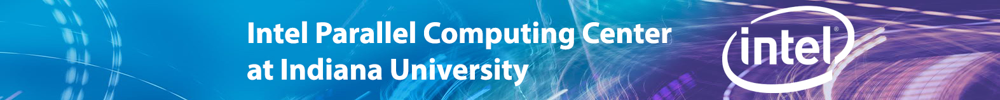 Intel Parallel Computing Center
at Indiana University
intel®